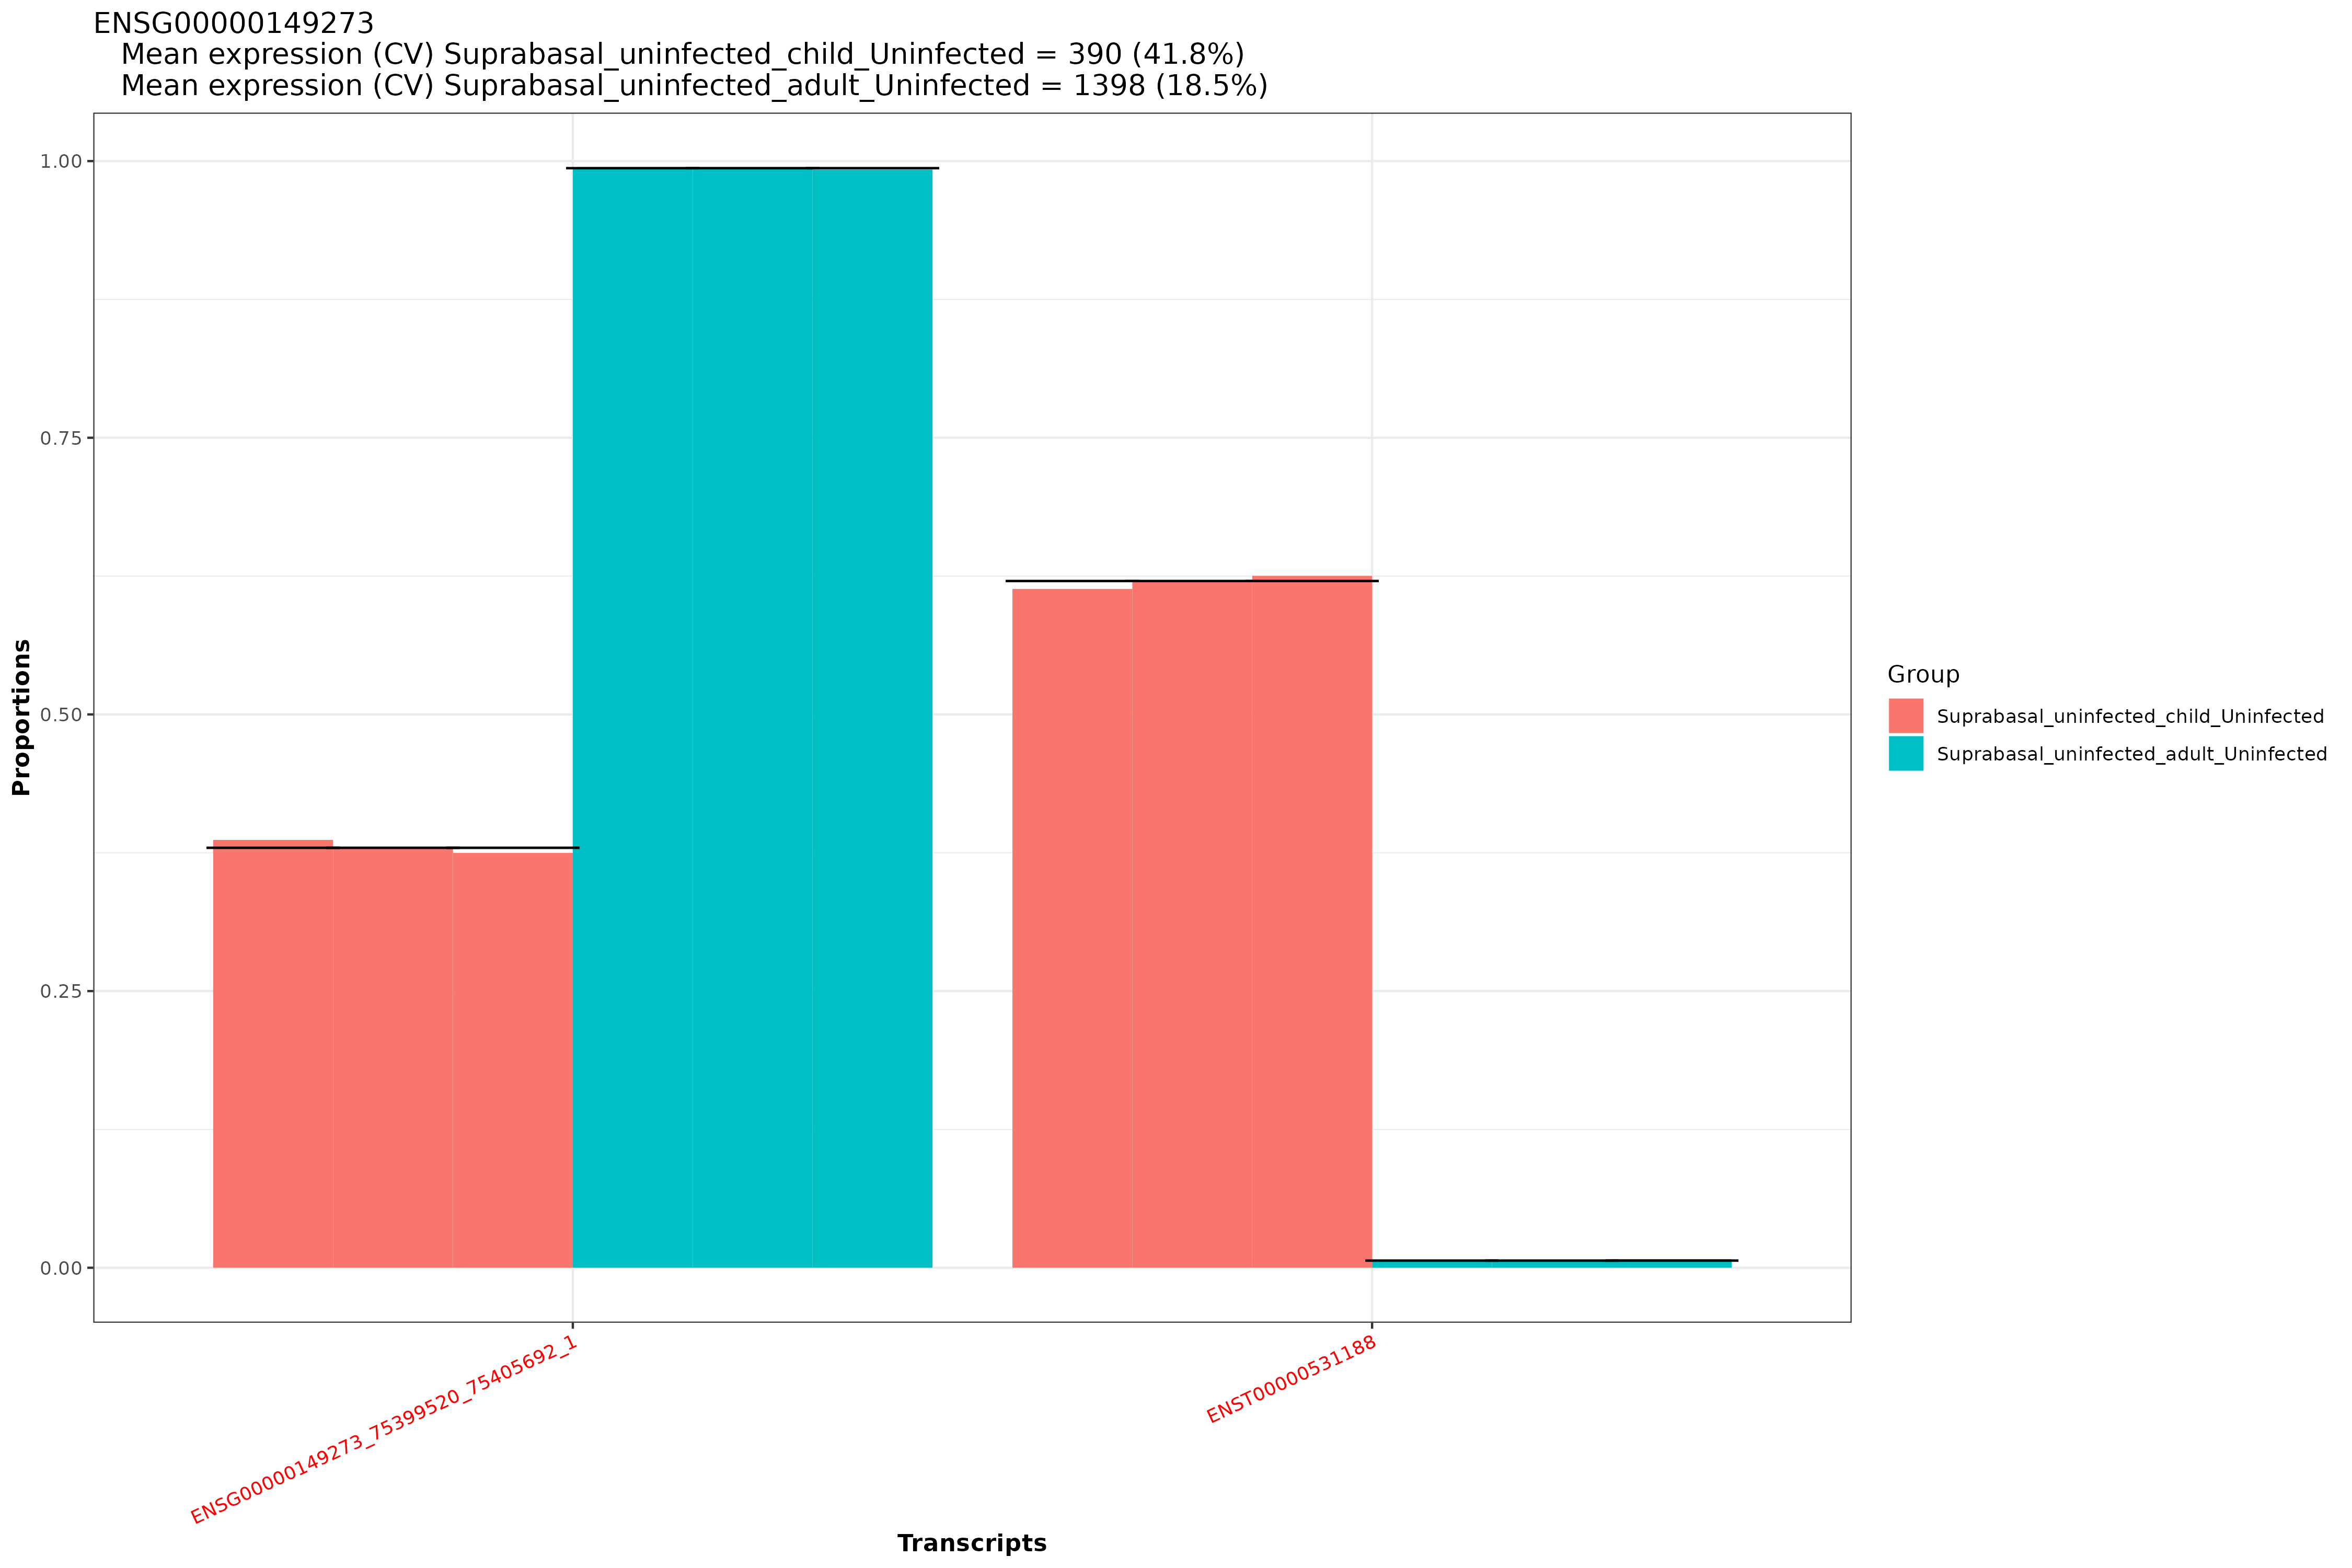 ENSG00000149273
Mean expression (CV) Suprabasal_uninfected_child_Uninfected = 390 (41.8%)
Mean expression (CV) Suprabasal_uninfected_adult_Uninfected = 1398 (18.5%)
1.00
0.75
0.50
0.25
0.00
Proportions
ENSG00000149273_75399520_75405692_1
ENST00000531188
Transcripts
Group
Suprabasal_uninfected_child_Uninfected
Suprabasal_uninfected_adult_Uninfected